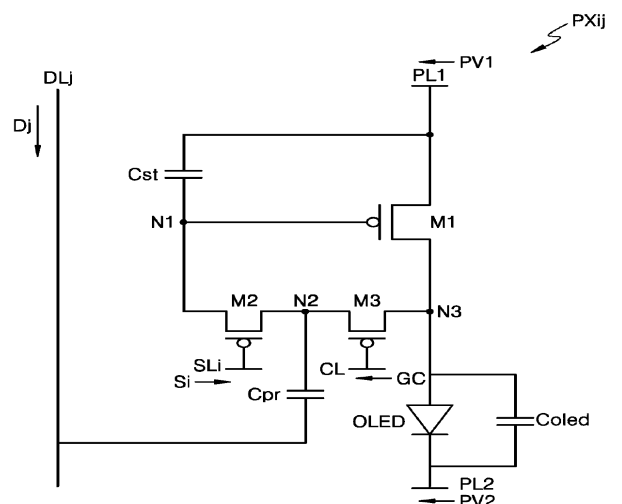 PXij
PV1
PL1
DLj
Dj
Cst
N1
M1
M2
N2
M3
N3
SLi
Si
CL
GC
Cpr
OLED
Coled
PL2
PV2